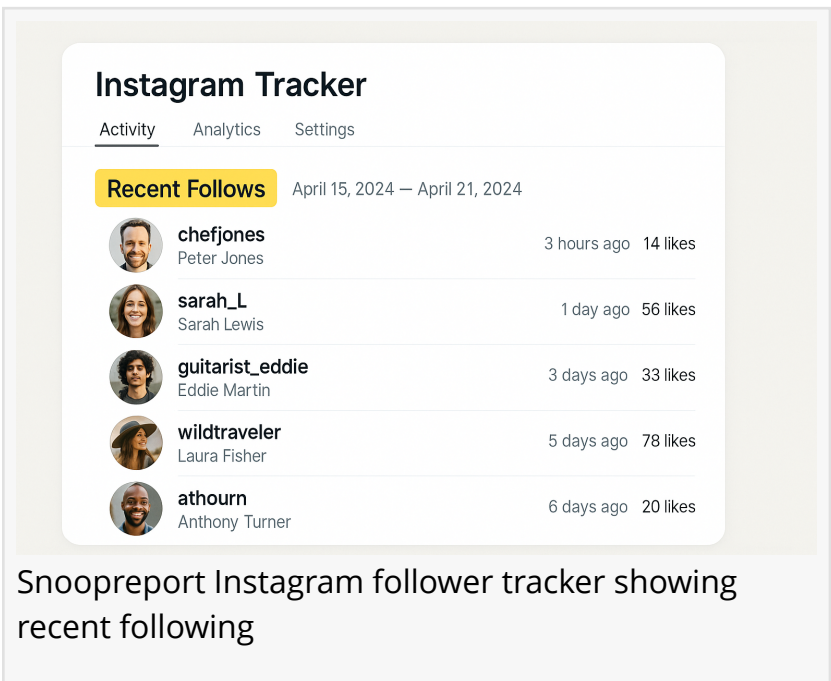 Instagram Tracker
Activity Analytics Settings
Recent Follows April 15, 2024 — April 21, 2024
chefjones
Peter Jones
3 hours ago 14 likes
sarah_L
Sarah Lewis
1 day ago 56 likes
guitarist_eddie
Eddie Martin
3 days ago 33 likes
wildtraveler
Laura Fisher
5 days ago 78 likes
athourn
Anthony Turner
6 days ago 20 likes
Snoopreport Instagram follower tracker showing
recent following